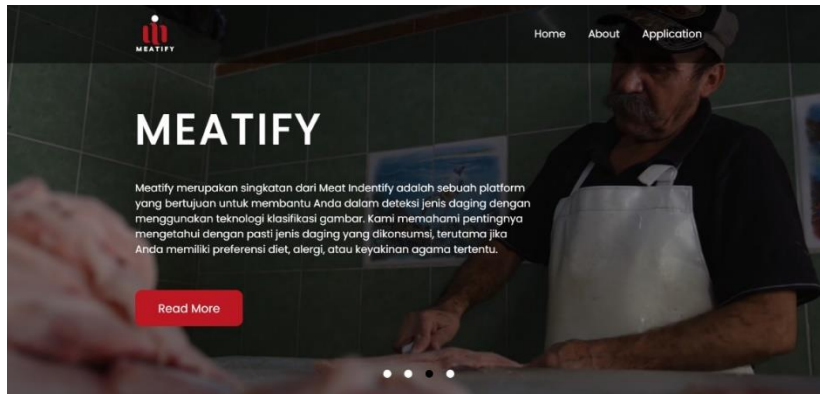 MEATIFY
Home About Application
MEATIFY
Meatify merupakan singkatan dari Meat Indentify adalah sebuah platform
yang bertujuan untuk membantu Anda dalam deteksi jenis daging dengan
menggunakan teknologi klasifikasi gambar. Kami memahami pentingnya
mengetahui dengan pasti jenis daging yang dikonsumsi, terutama jika
Anda memiliki preferensi diet, alergi, atau keyakinan agama tertentu.
Read More